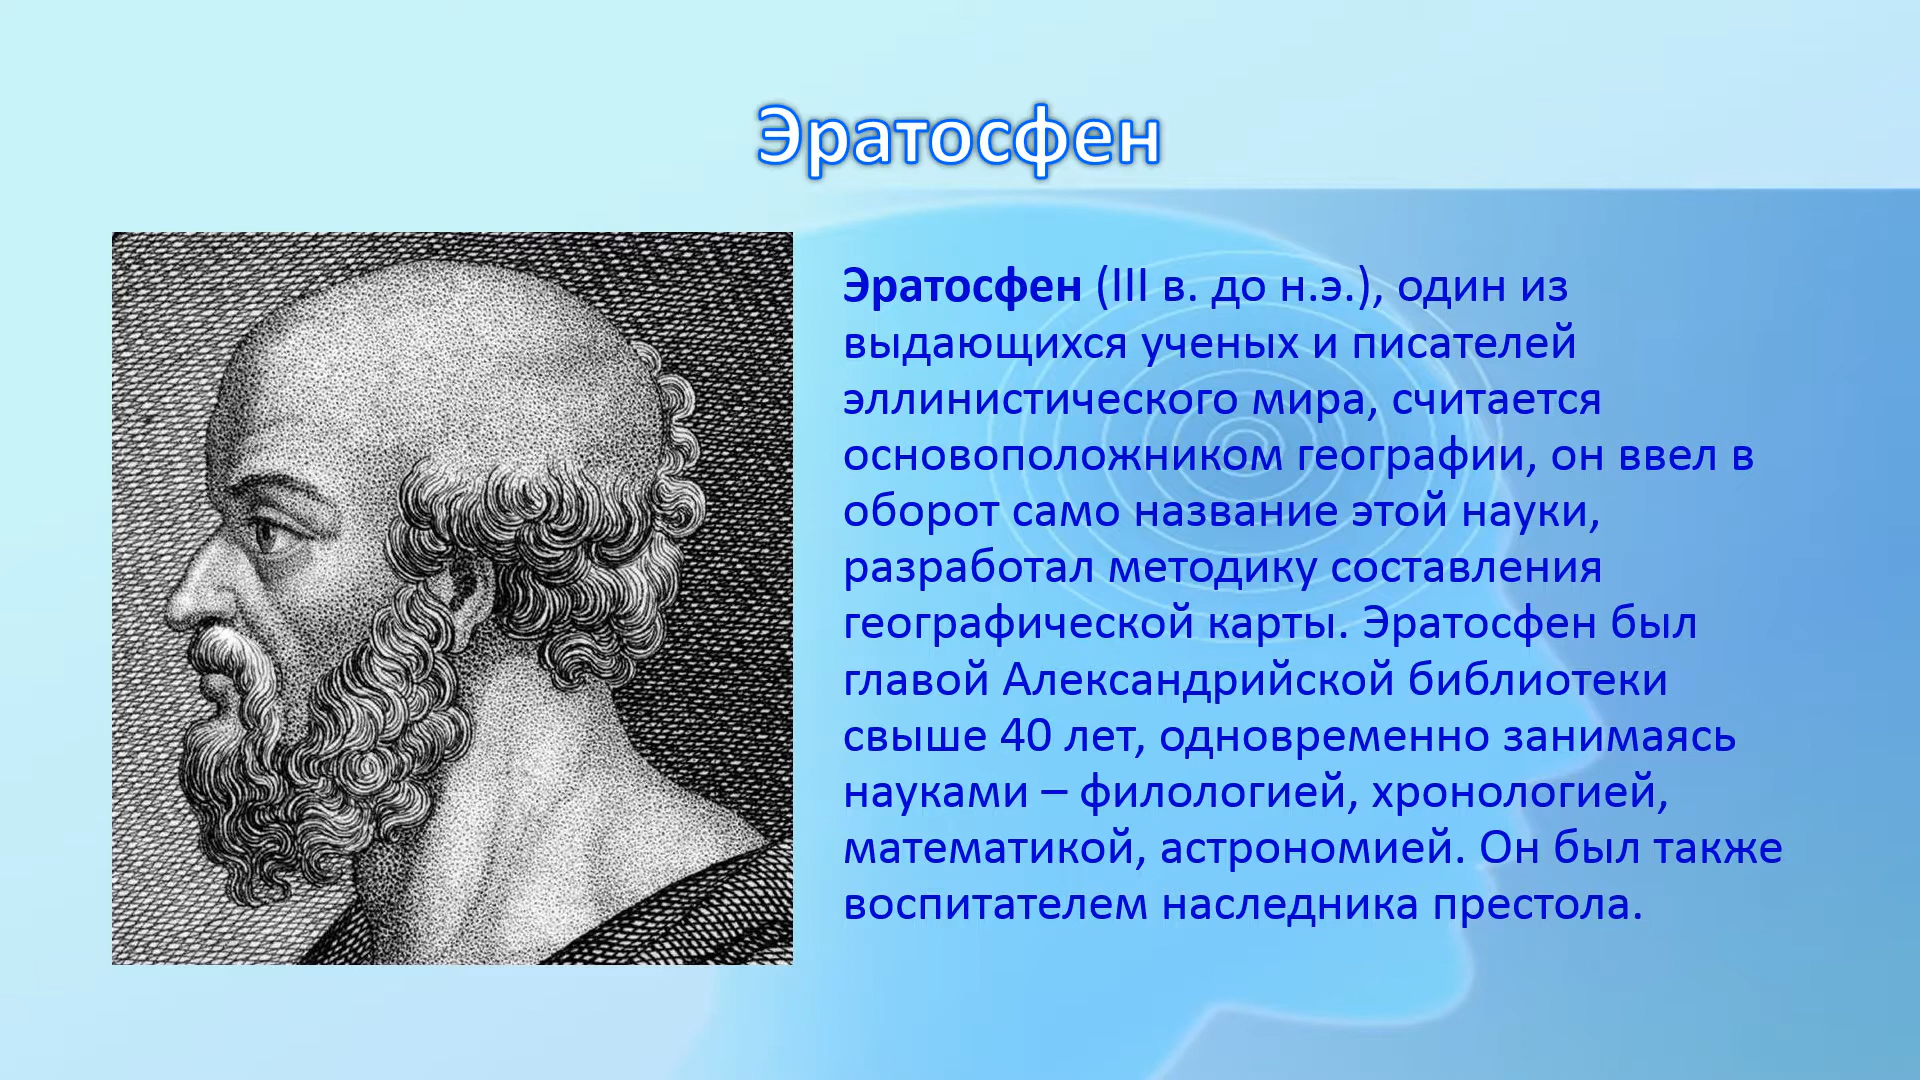 Эратосфен
Эратосфен (III в. до н.э.), один из
выдающихся ученых и писателей
эллинистического мира, считается
основоположником географии, он ввел в
оборот само название этой науки,
разработал методику составления
географической карты. Эратосфен был
главой Александрийской библиотеки
свыше 40 лет, одновременно занимаясь
науками – филологией, хронологией,
математикой, астрономией. Он был также
воспитателем наследника престола.